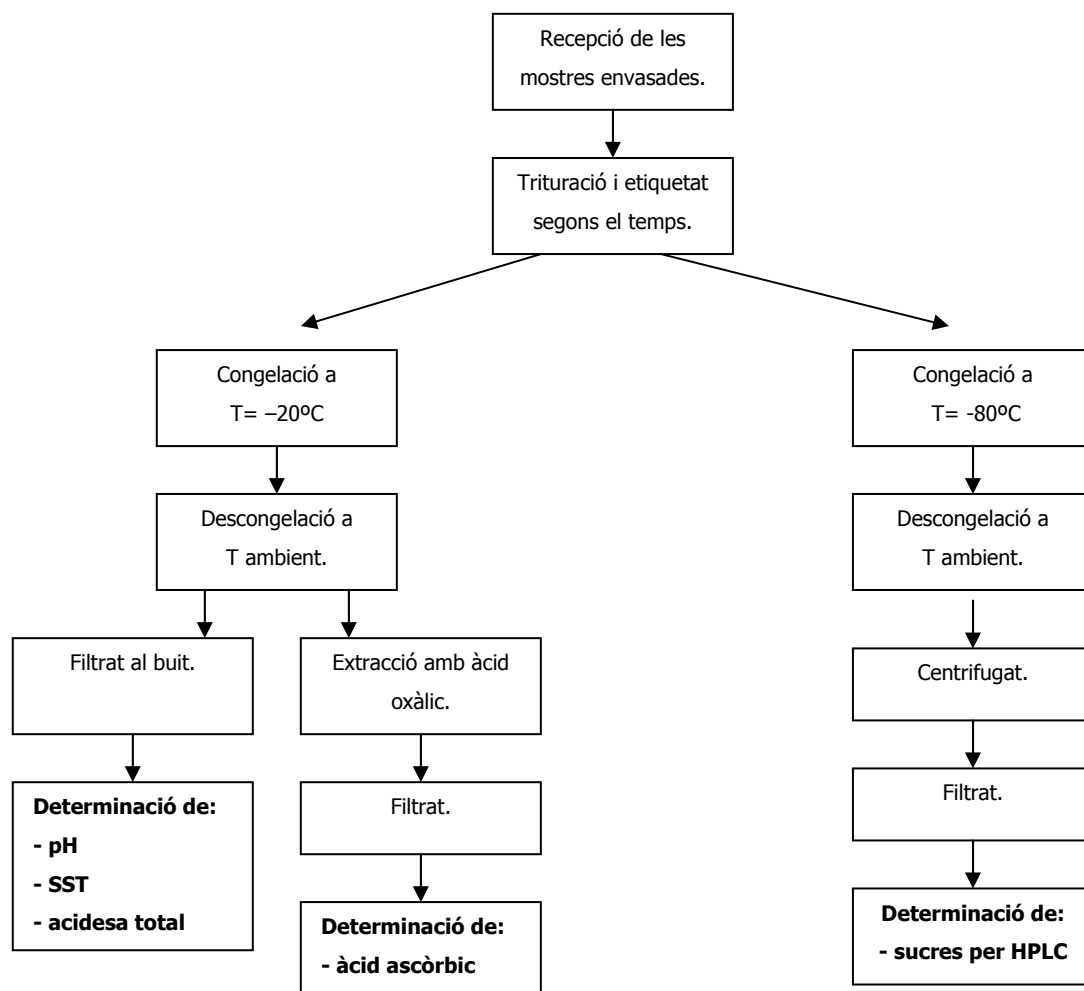 Recepció de les
mostres envasades.
Trituració i etiquetat
segons el temps.
Congelació a
T= –20ºC
Congelació a
T= -80ºC
Descongelació a
T ambient.
Descongelació a
T ambient.
Filtrat al buit.
Extracció amb àcid
oxàlic.
Centrifugat.
Determinació de:
- pH
- SST
- acidesa total
Filtrat.
Filtrat.
Determinació de:
- àcid ascòrbic
Determinació de:
- sucres per HPLC